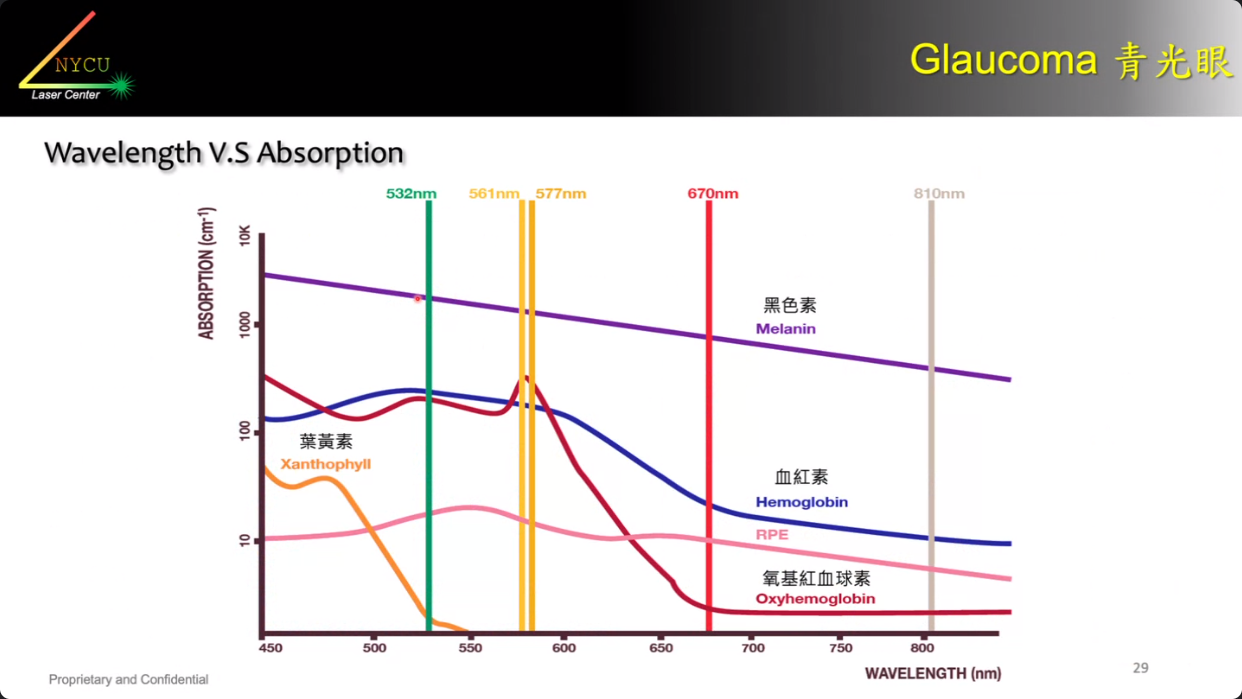 NYCU
Laser Center
Glaucoma 青光眼
Wavelength V.S Absorption
532nm 561nm 577nm 670nm 810nm
ABSORPTION (cm-1)
10K
1000
100
10
黑色素
Melanin
葉黃素
Xanthophyll
血紅素
Hemoglobin
RPE
氧基紅血球素
Oxyhemoglobin
450 500 550 600 650 700 750 800
WAVELENGTH (nm)
Proprietary and Confidential
29